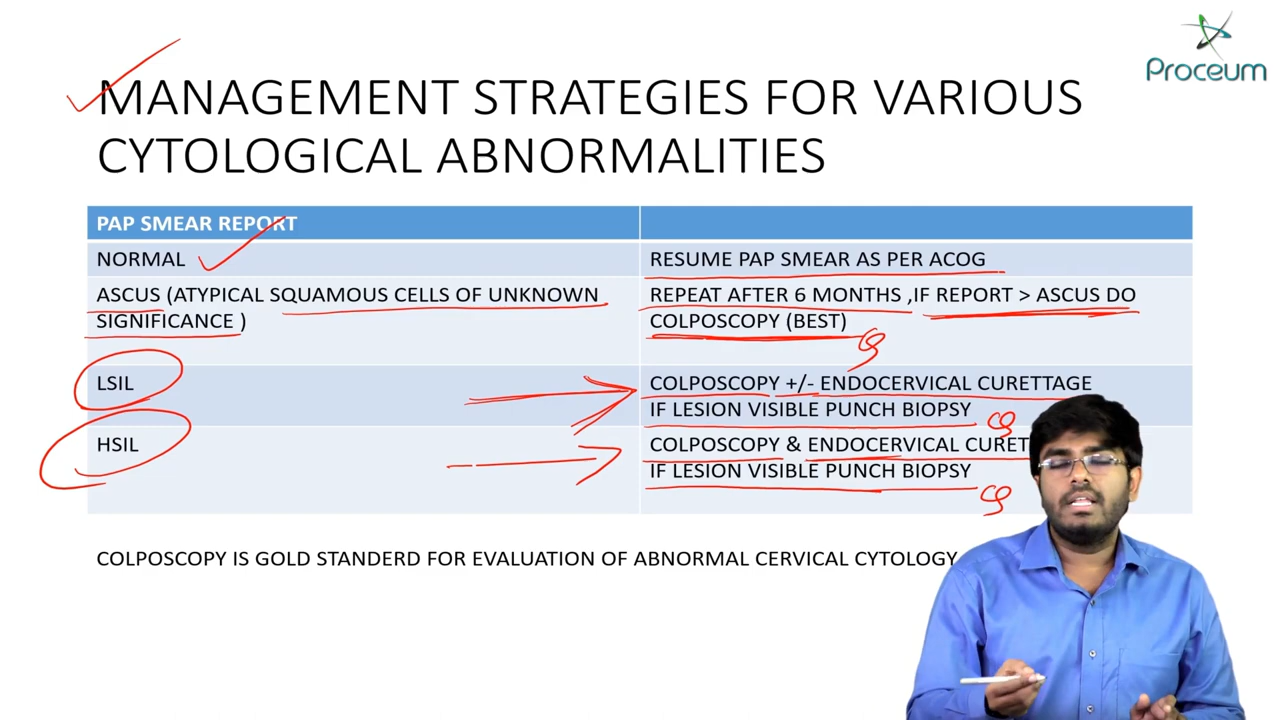 Proceum
MANAGEMENT STRATEGIES FOR VARIOUS
CYTOLOGICAL ABNORMALITIES
PAP SMEAR REPORT
NORMAL
RESUME PAP SMEAR AS PER ACOG
ASCUS (ATYPICAL SQUAMOUS CELLS OF UNKNOWN
SIGNIFICANCE )
REPEAT AFTER 6 MONTHS ,IF REPORT > ASCUS DO
COLPOSCOPY (BEST)
LSIL
COLPOSCOPY +/- ENDOCERVICAL CURETTAGE
IF LESION VISIBLE PUNCH BIOPSY
HSIL
COLPOSCOPY & ENDOCERVICAL
IF LESION VISIBLE PUNCH BIOPSY
COLPOSCOPY IS GOLD STANDERD FOR EVALUATION OF ABNORMAL CERVICAL CYTOLOGY